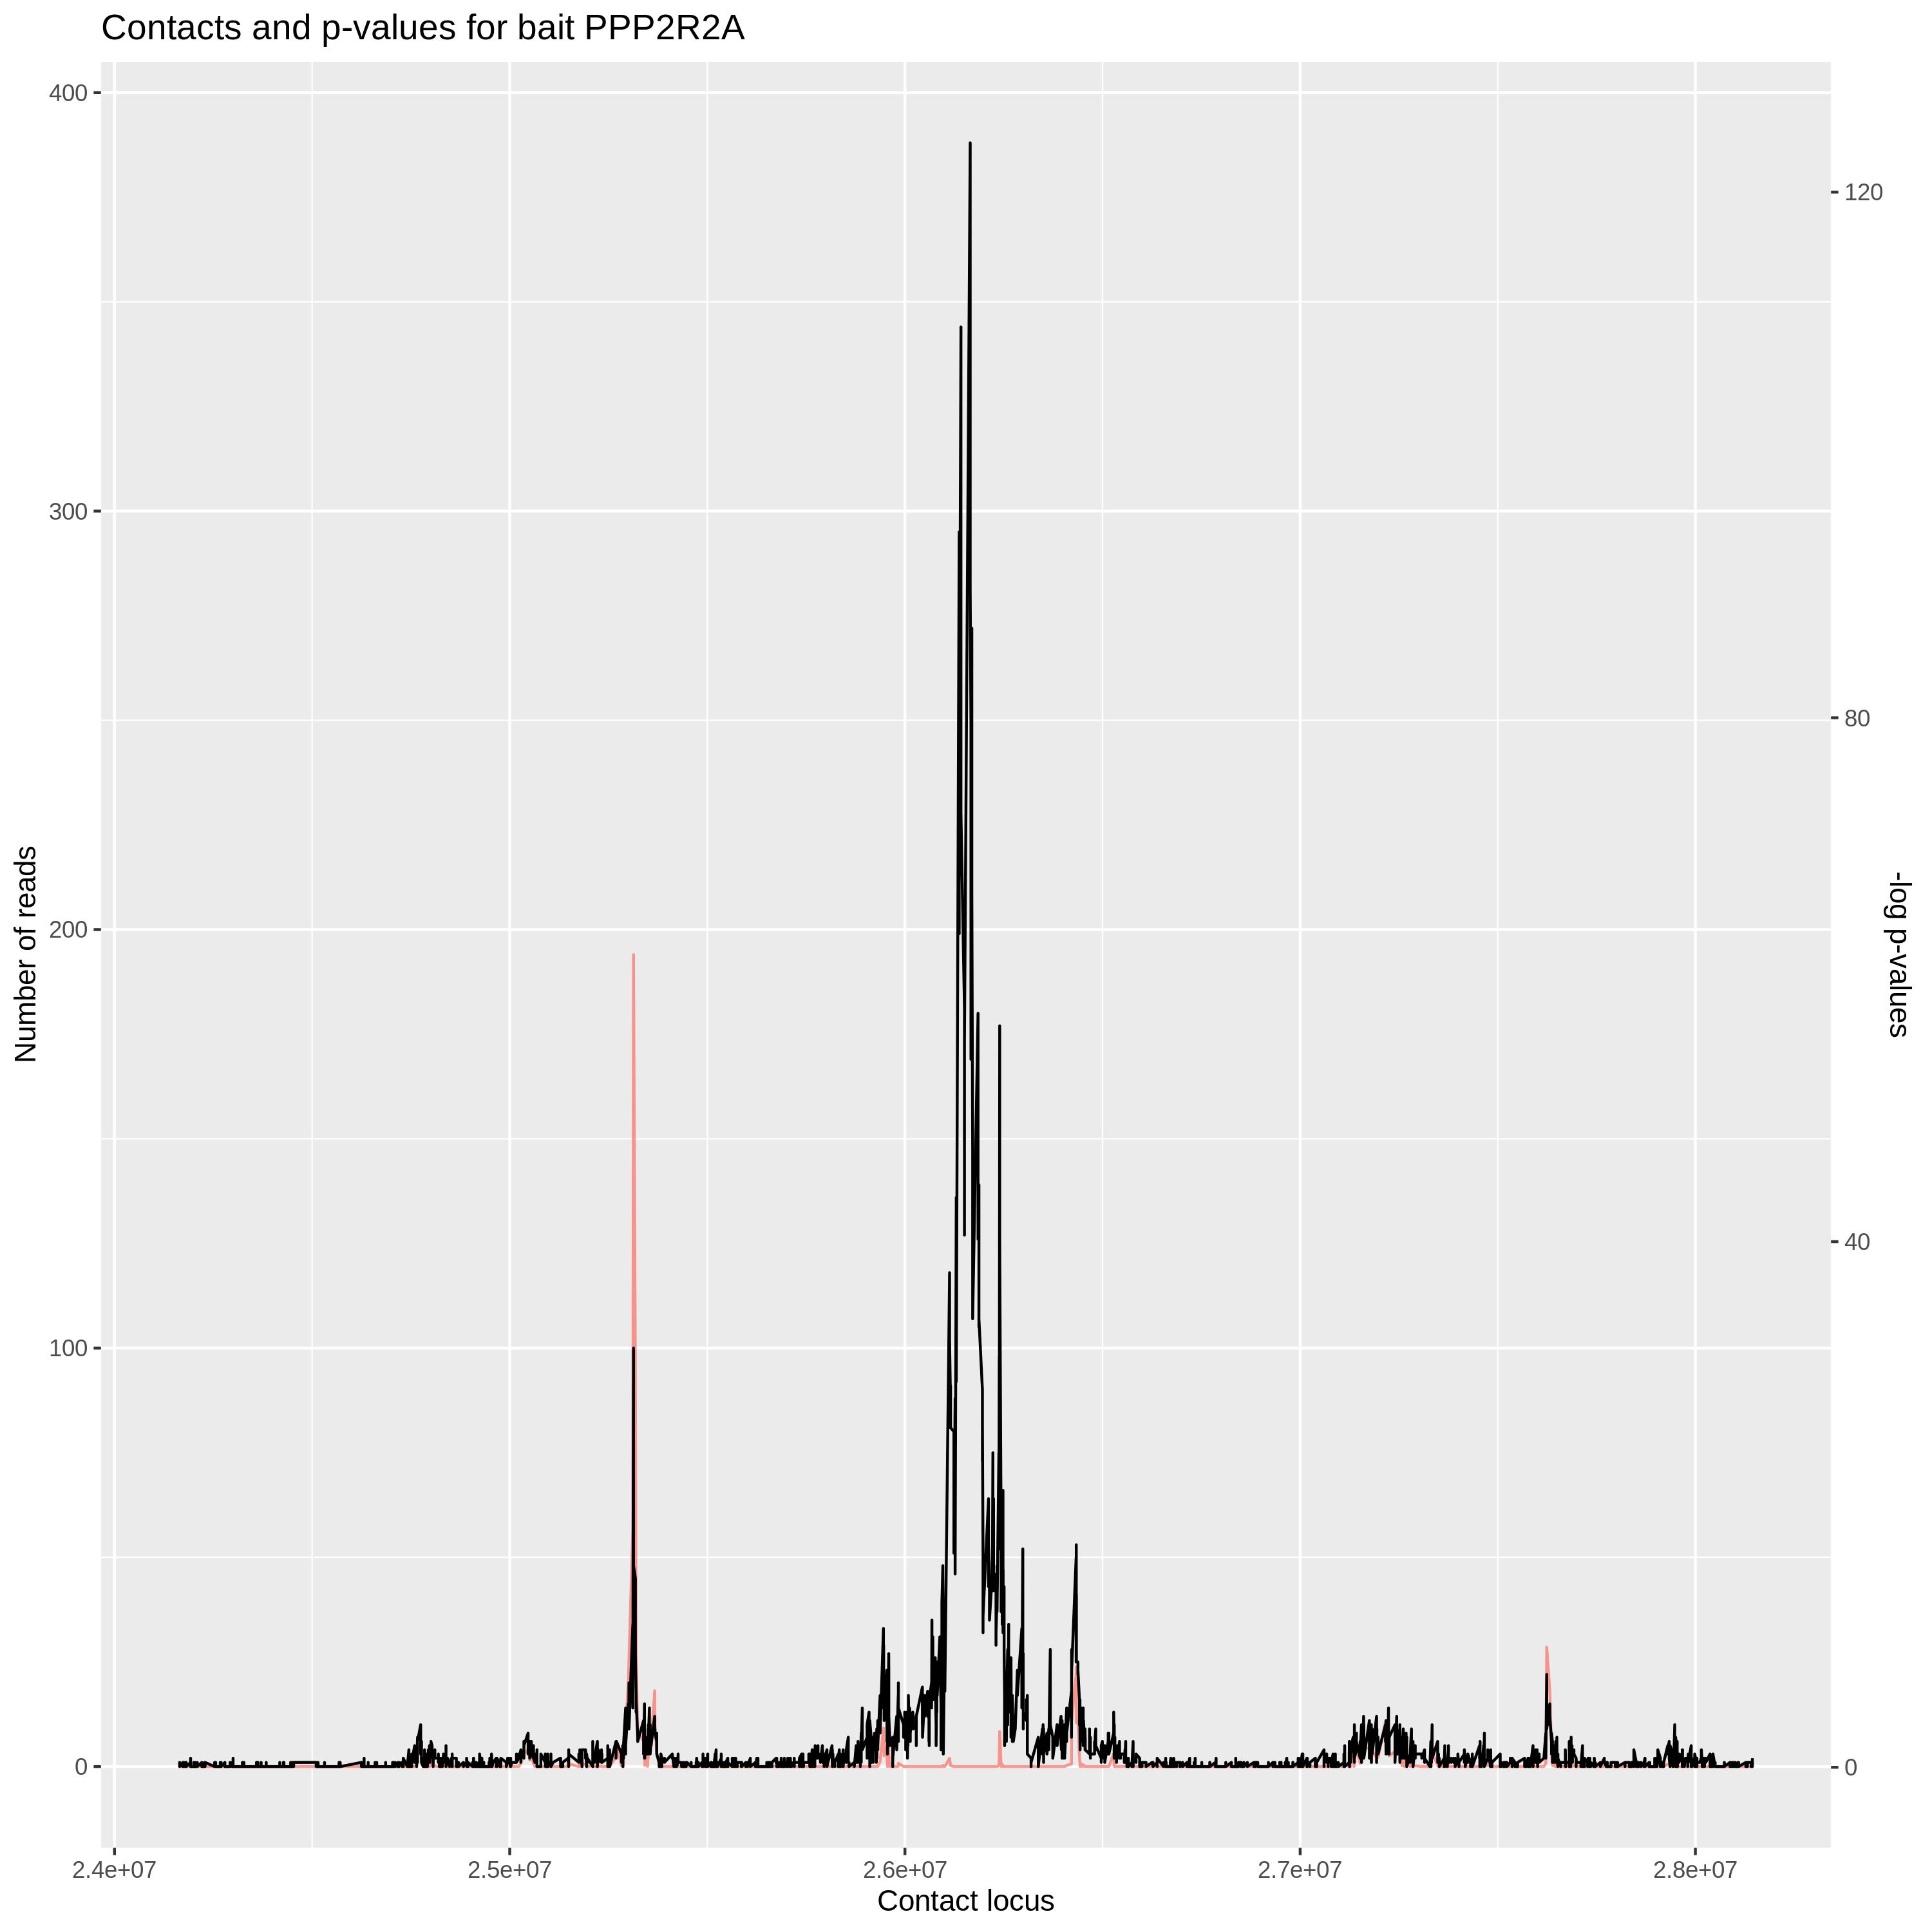 Contacts and p-values for bait PPP2R2A
400
300
200
100
0
Number of reads
120
80
40
0
-log p-values
2.4e+07
2.5e+07
2.6e+07
2.7e+07
2.8e+07
Contact locus